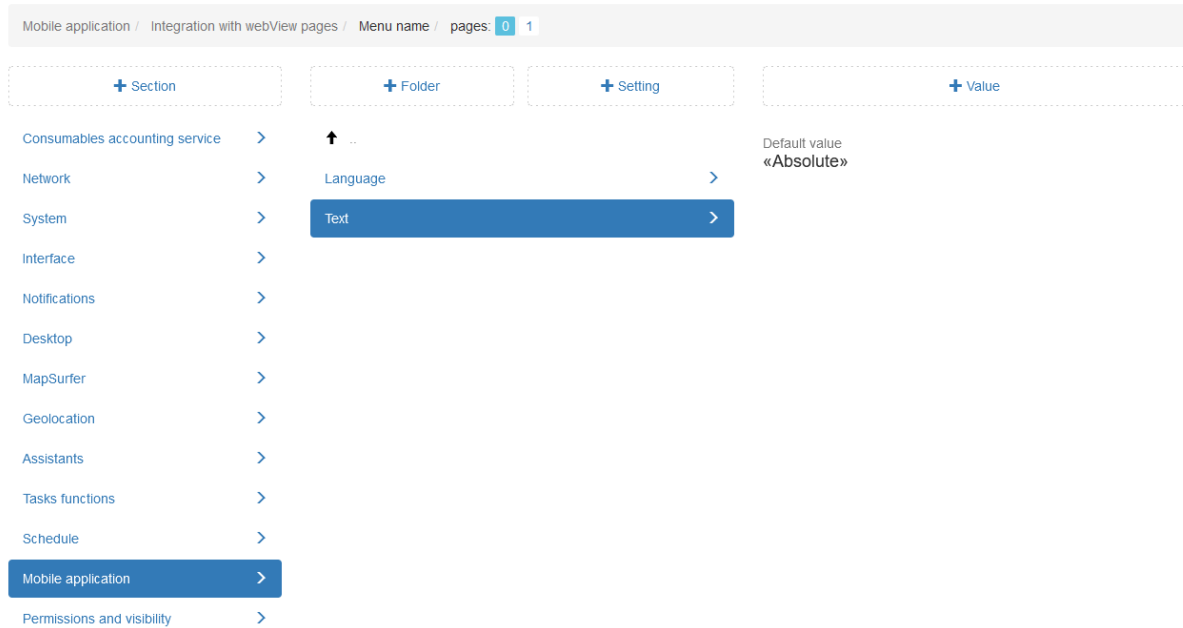 Mobile application / Integration with webView pages / Menu name / pages: 0 1
+ Section
+ Folder
+ Setting
+ Value
Consumables accounting service
Network
System
Interface
Notifications
Desktop
MapSurfer
Geolocation
Assistants
Tasks functions
Schedule
Mobile application
Permissions and visibility
..
Language
Text
Default value
«Absolute»